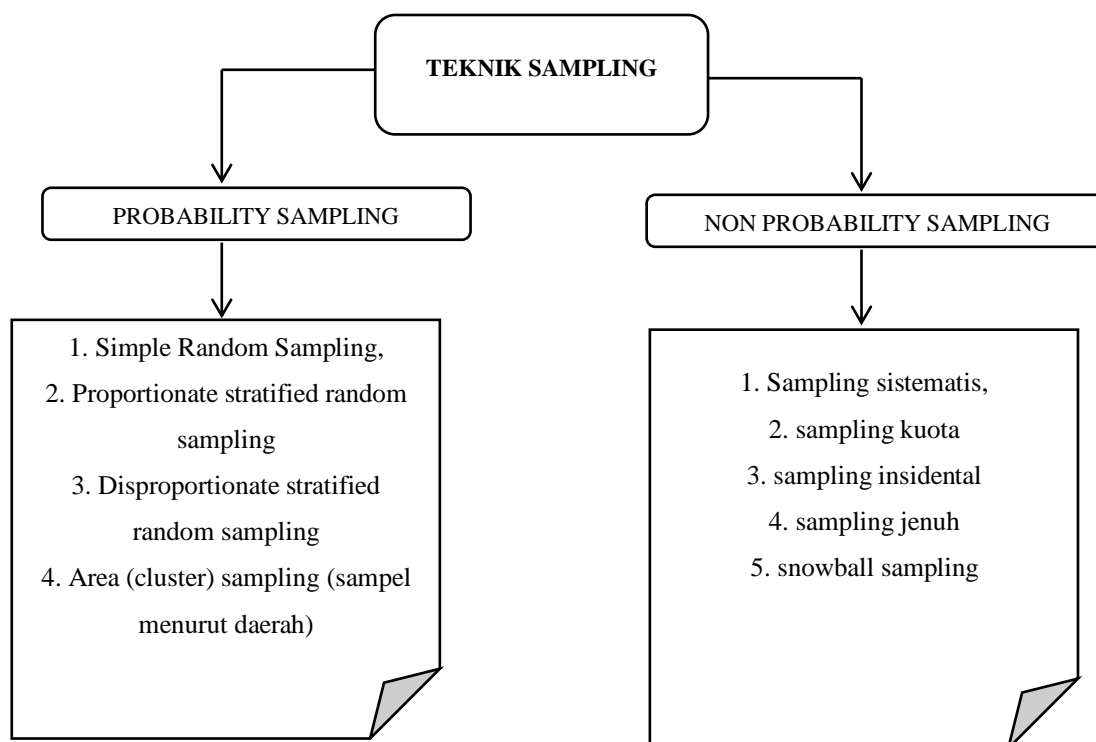 TEKNIK SAMPLING
PROBABILITY SAMPLING
NON PROBABILITY SAMPLING
1. Simple Random Sampling,
2. Proportionate stratified random
sampling
3. Disproportionate stratified
random sampling
4. Area (cluster) sampling (sampel
menurut daerah)
1. Sampling sistematis,
2. sampling kuota
3. sampling insidental
4. sampling jenuh
5. snowball sampling